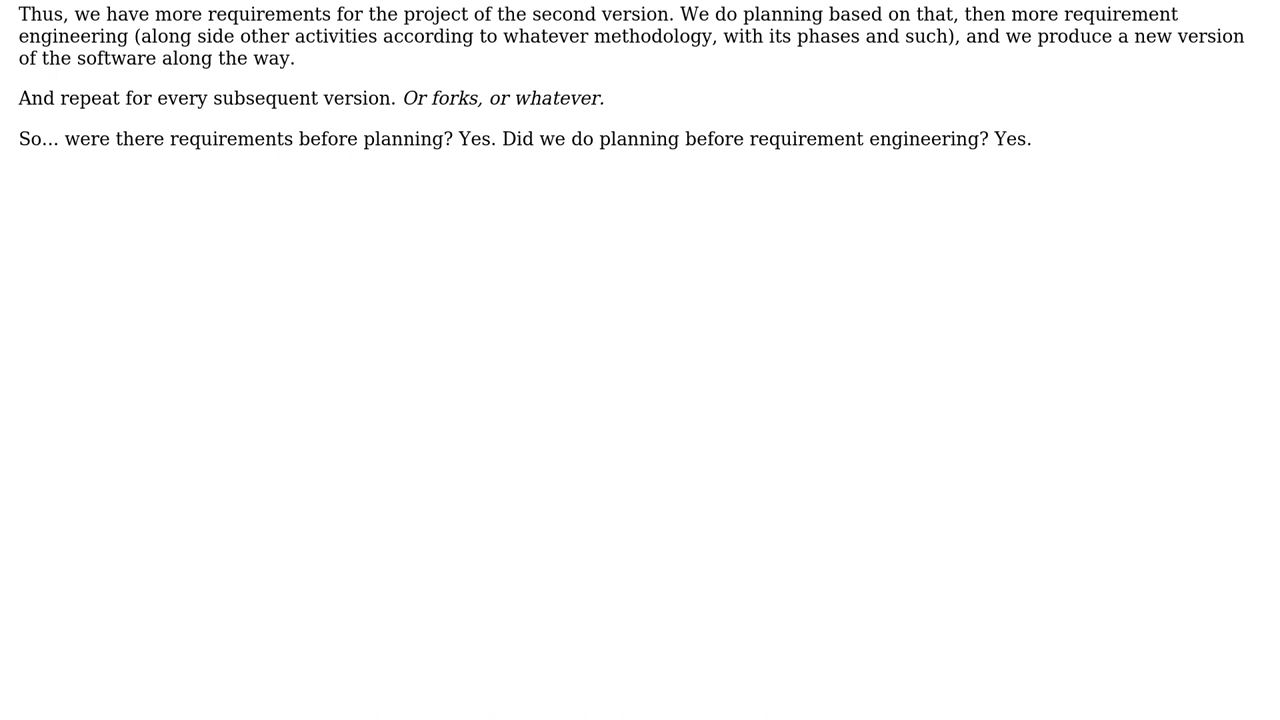 Thus, we have more requirements for the project of the second version. We do planning based on that, then more requirement
engineering (along side other activities according to whatever methodology, with its phases and such), and we produce a new version
of the software along the way.
And repeat for every subsequent version. Or forks, or whatever.
So... were there requirements before planning? Yes. Did we do planning before requirement engineering? Yes.